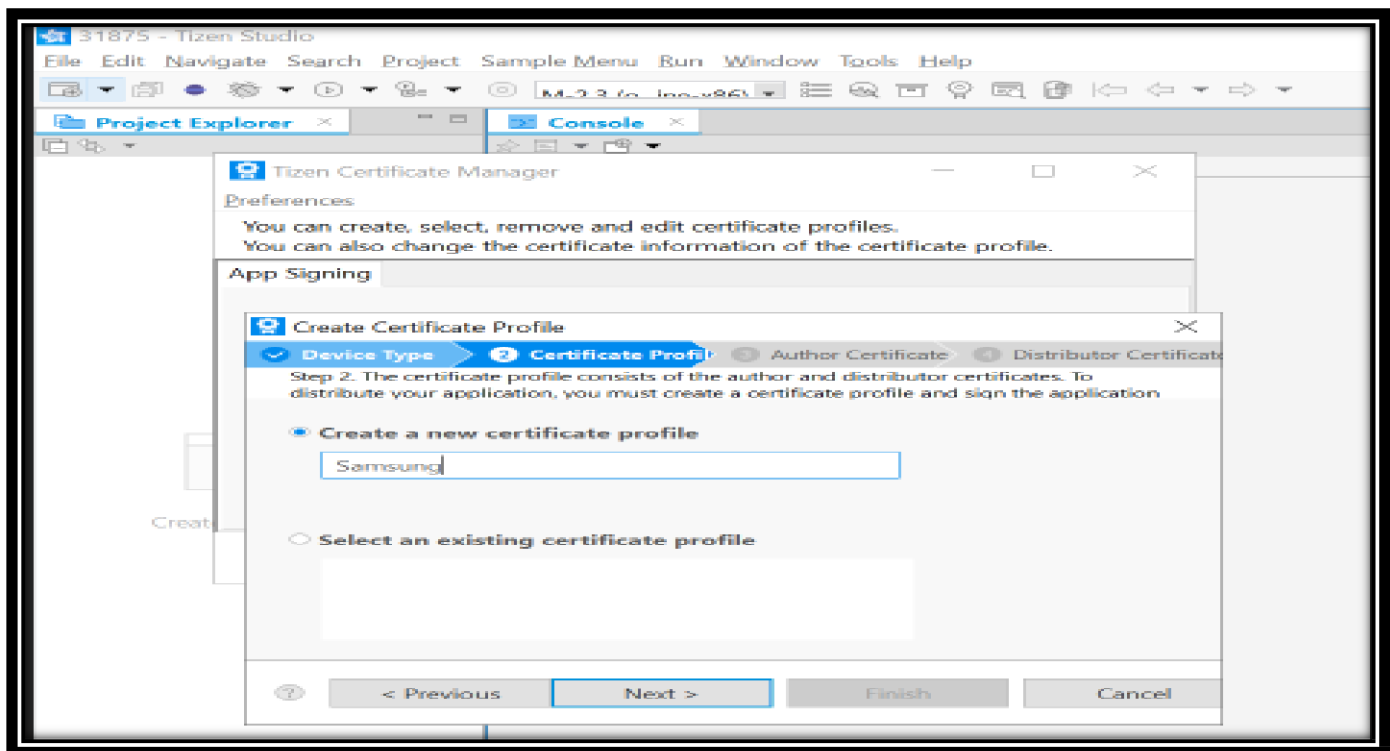 31875 - Tizen Studio
File Edit Navigate Search Project Sample Menu Run Window Tools Help
Project Explorer
Console
Tizen Certificate Manager
Preferences
You can create, select, remove and edit certificate profiles.
You can also change the certificate information of the certificate profile.
App Signing
Create Certificate Profile
Device Type 2 Certificate Profil Author Certificate Distributor Certificate
Step 2. The certificate profile consists of the author and distributor certificates. To
distribute your application, you must create a certificate profile and sign the application
Create a new certificate profile
Samsung
Creat
Select an existing certificate profile
? < Previous Next > Finish Cancel